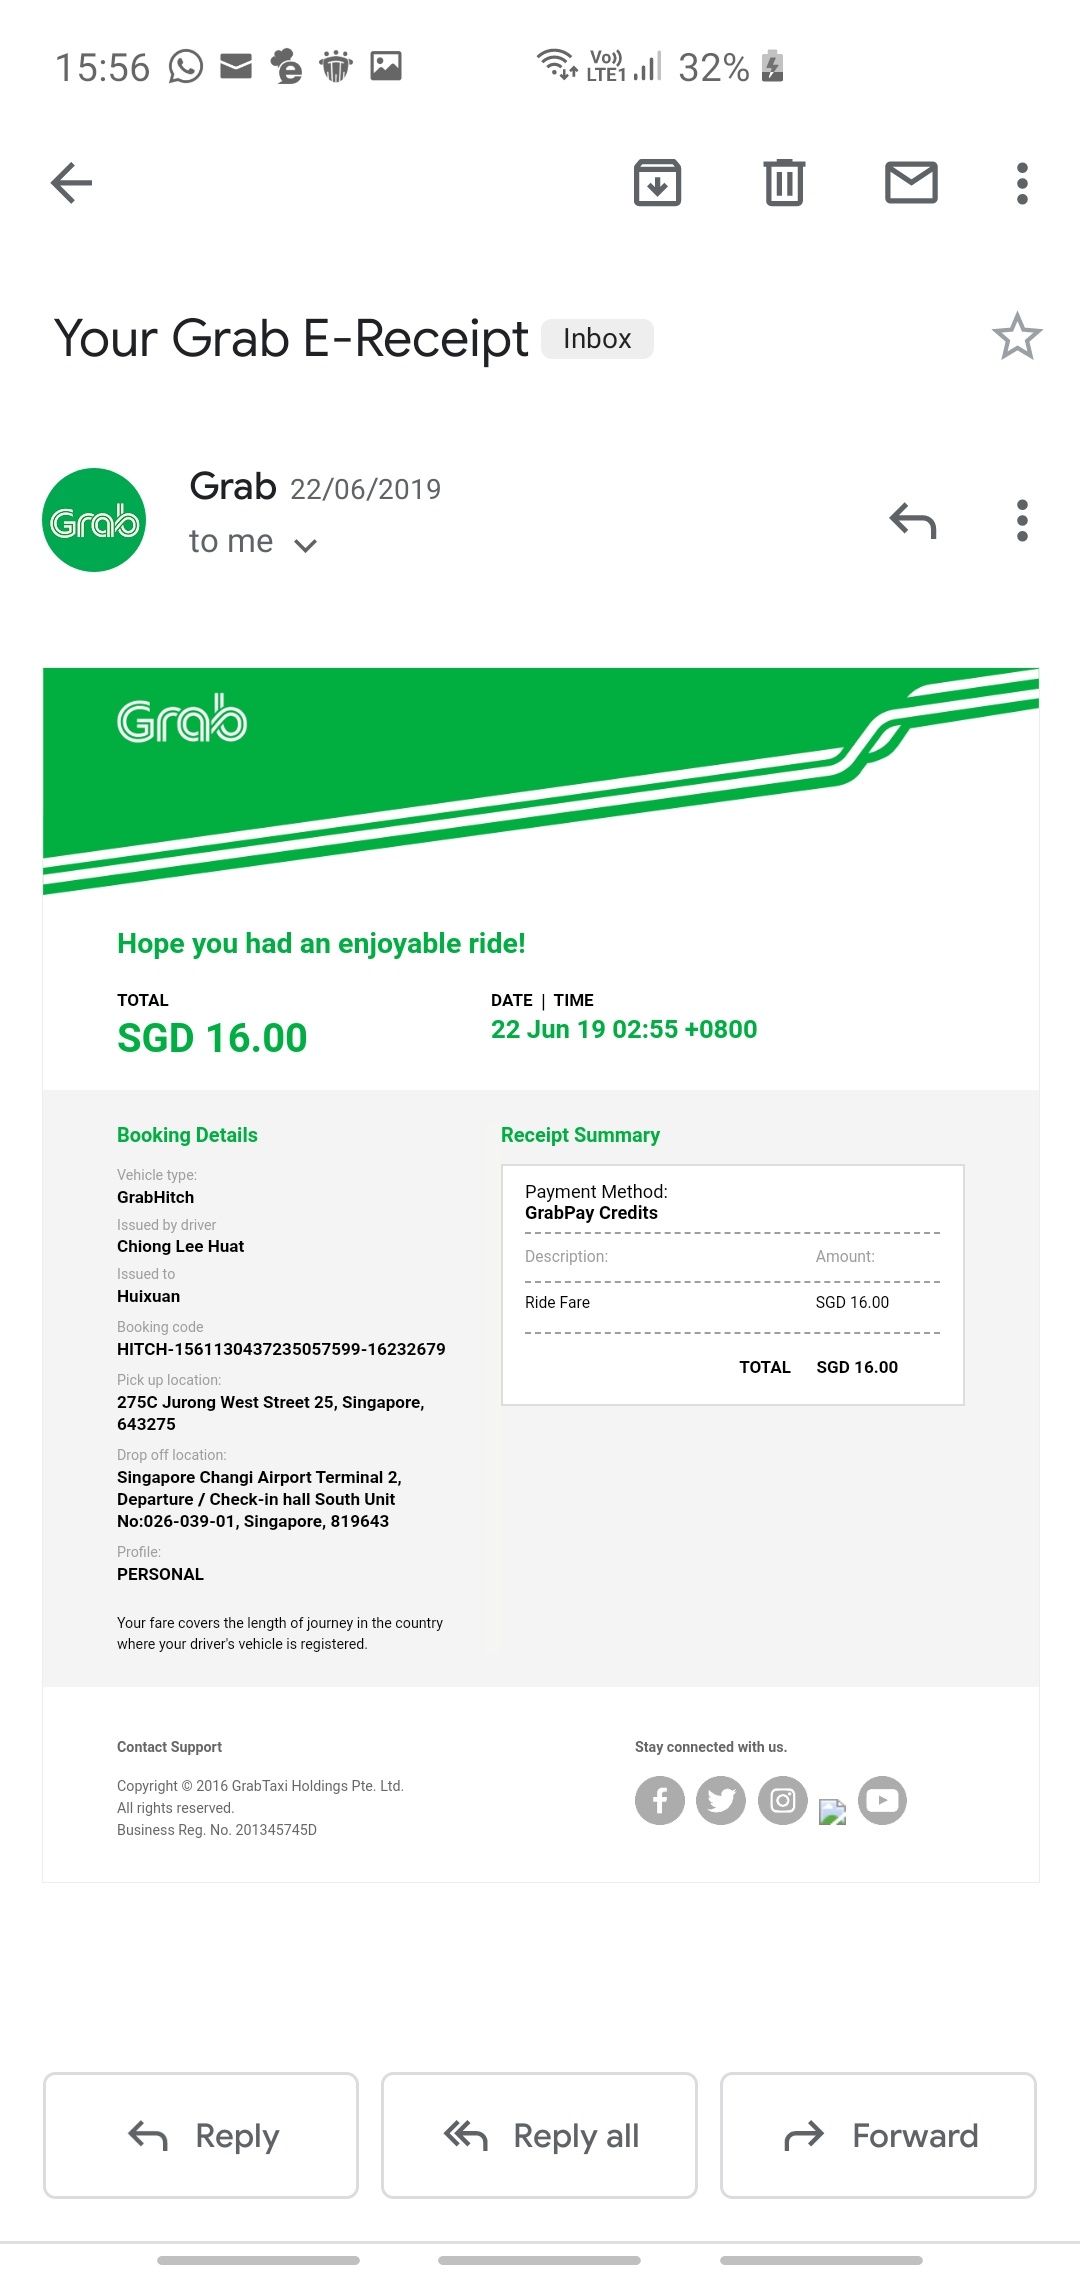 15:56
Vo)) LTE1 32%
Your Grab E-Receipt Inbox
Grab 22/06/2019
Grab
to me
Grab
Hope you had an enjoyable ride!
TOTAL
SGD 16.00
DATE | TIME
22 Jun 19 02:55 +0800
Booking Details
Vehicle type:
GrabHitch
Issued by driver
Chiong Lee Huat
Issued to
Huixuan
Booking code
HITCH-1561130437235057599-16232679
Pick up location:
275C Jurong West Street 25, Singapore,
643275
Drop off location:
Singapore Changi Airport Terminal 2,
Departure / Check-in hall South Unit
No:026-039-01, Singapore, 819643
Profile:
PERSONAL
Your fare covers the length of journey in the country
where your driver's vehicle is registered.
Receipt Summary
Payment Method:
GrabPay Credits
Description: Amount:
Ride Fare SGD 16.00
TOTAL SGD 16.00
Contact Support
Copyright © 2016 GrabTaxi Holdings Pte. Ltd.
All rights reserved.
Business Reg. No. 201345745D
Stay connected with us.
Reply
Reply all
Forward